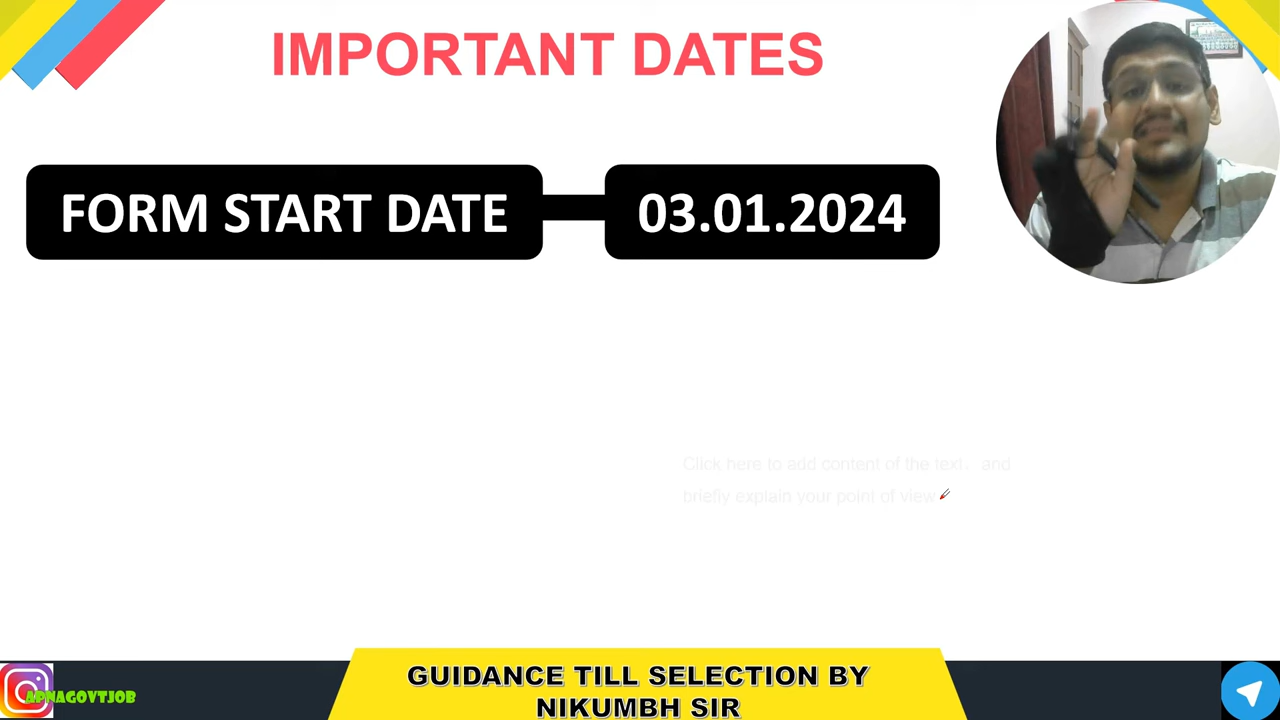 IMPORTANT DATES
FORM START DATE
03.01.2024
Click here to add content of the text, and
briefly explain your point of view.
APNAGOVTJOB
GUIDANCE TILL SELECTION BY
NIKUMBH SIR